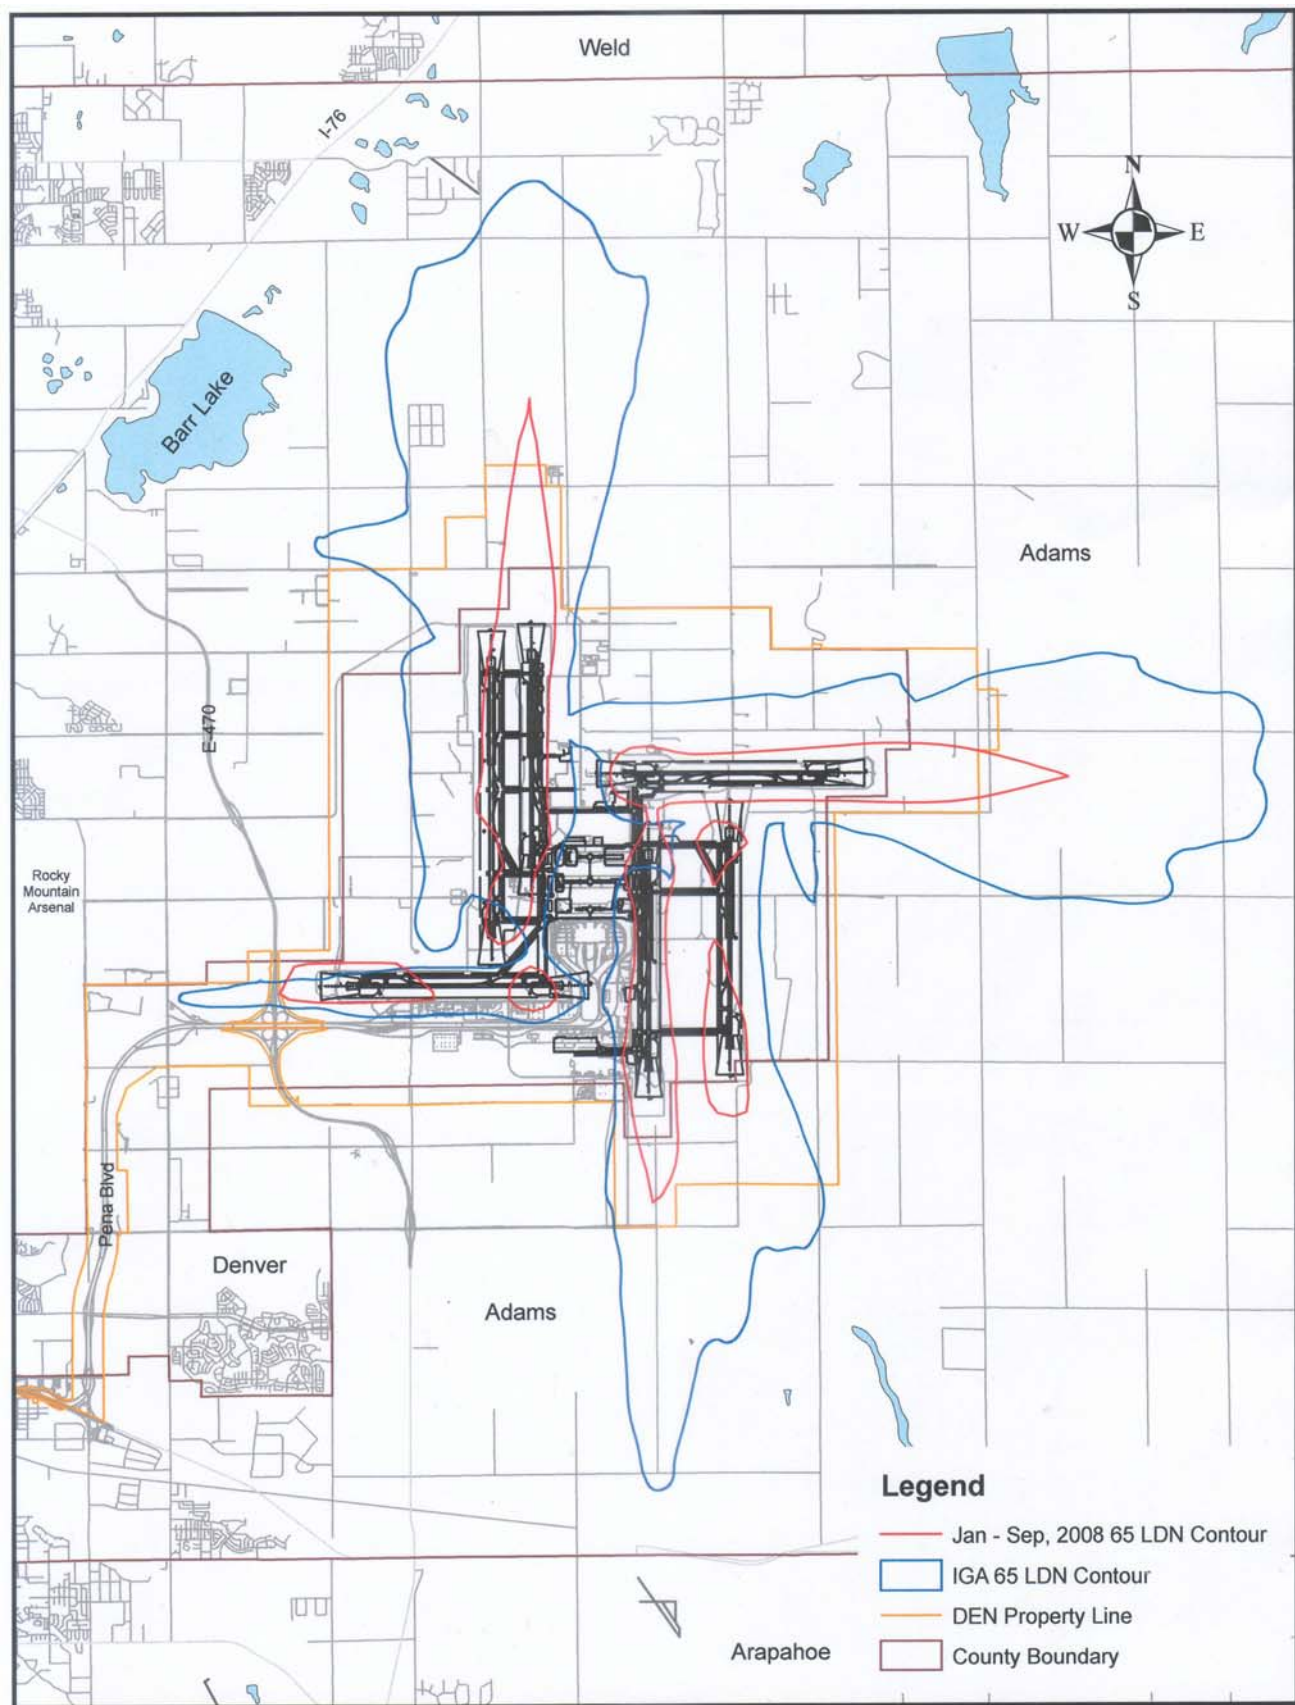 Weld
I-76
N
W
E
S
Barr Lake
Adams
E-470
Rocky
Mountain
Arsenal
Pena Blvd
Denver
Adams
Legend
Jan - Sep, 2008 65 LDN Contour
IGA 65 LDN Contour
DEN Property Line
County Boundary
Arapahoe